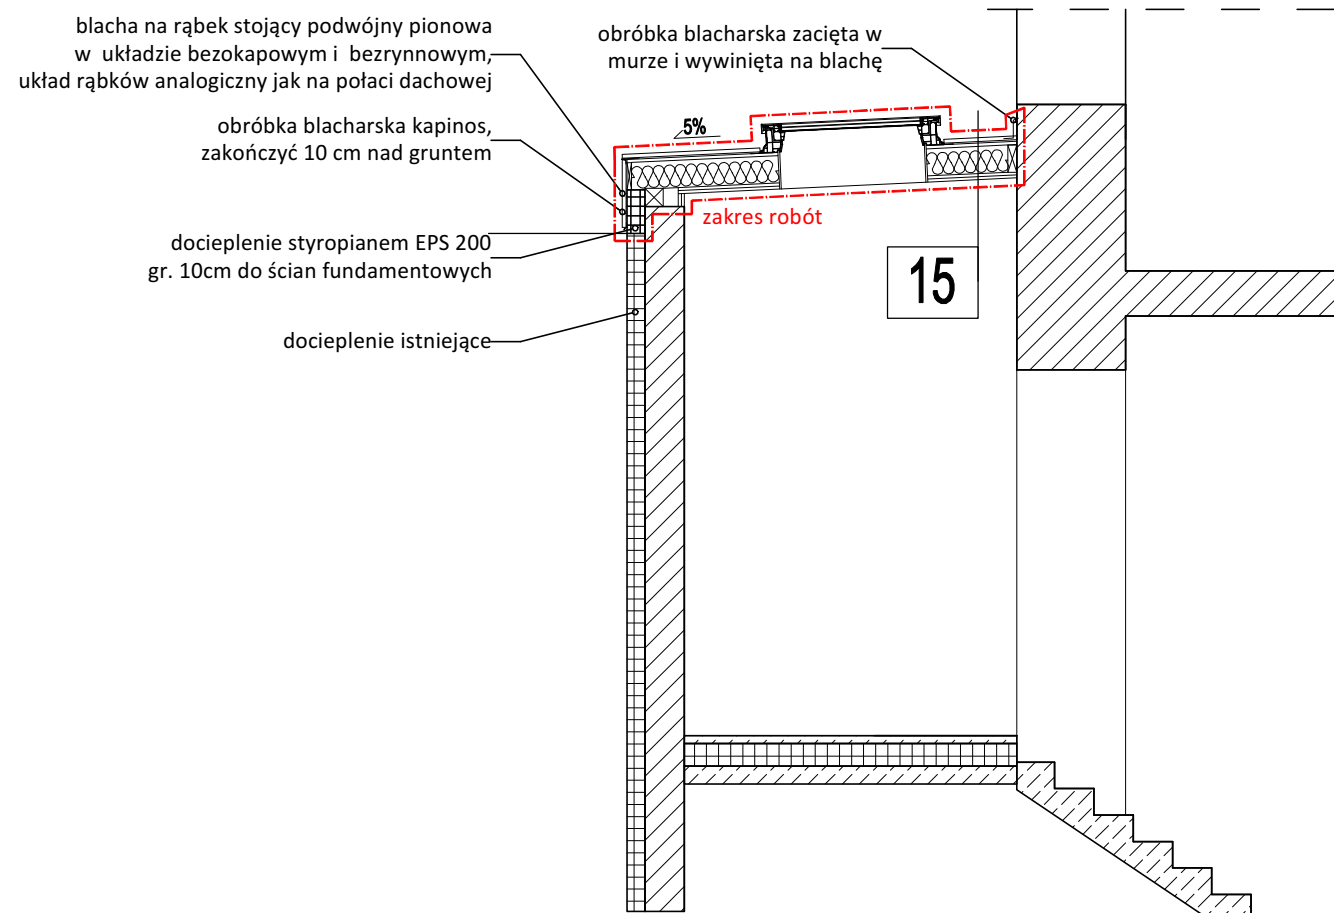 blacha na rąbek stojący podwójny pionowa
w układzie bezokapowym i bezrynnowym,
układ rąbków analogiczny jak na połaci dachowej
obróbka blacharska kapinos,
zakończyć 10 cm nad gruntem
docieplenie styropianem EPS 200
gr. 10cm do ścian fundamentowych
docieplenie istniejące
obróbka blacharska zacięta w
murze i wywinięta na blachę
5%
zakres robót
15